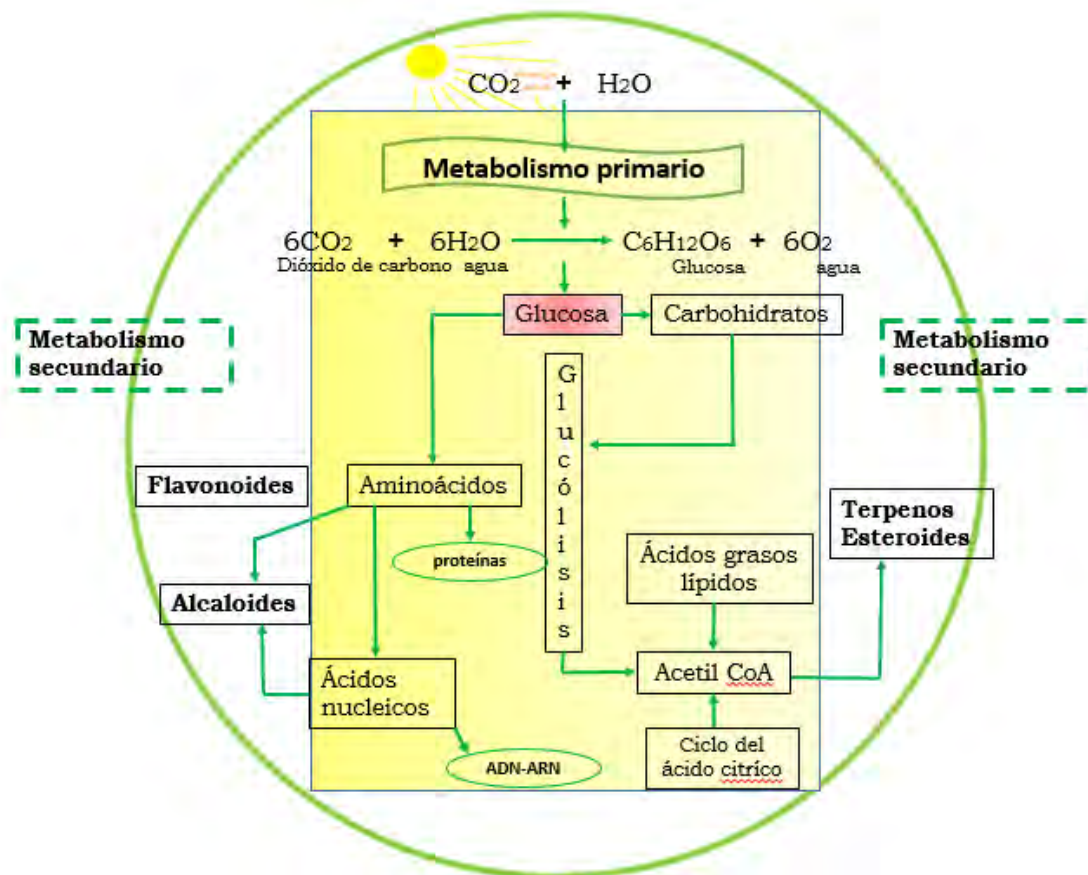 CO2 + H2O
Metabolismo primario
6CO2 + 6H2O C6H12O6 + 6O2
Dióxido de carbono agua Glucosa agua
Glucosa Carbohidratos
Metabolismo
secundario
Metabolismo
secundario
Glucólisis
Flavonoides
Aminoácidos
proteínas
Terpenos
Esteroides
Ácidos grasos
lípidos
Alcaloides
Ácidos
nucleicos
Acetil CoA
ADN-ARN
Ciclo del
ácido citríco